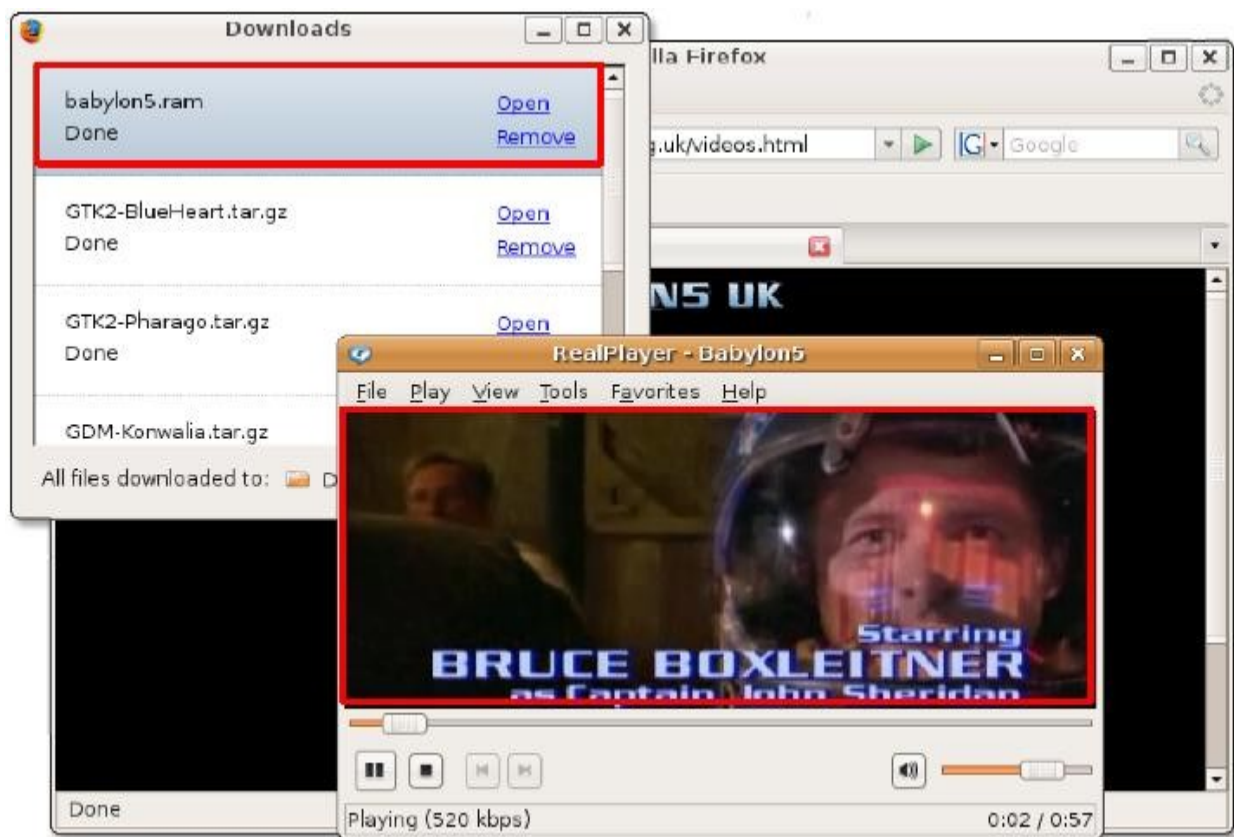 Downloads
babylon5.ram
Open
Done
Remove
GTK2-BlueHeart.tar.gz
Open
Done
Remove
GTK2-Pharago.tar.gz
Open
Done
GDM-Konwalia.tar.gz
All files downloaded to: D
lla Firefox
g.uk/videos.html
G
Google
N5 UK
RealPlayer - Babylon5
File Play View Tools Favorites Help
Starring
BRUCE BOXLEITNER
as Captain John Sheridan
Playing (520 kbps)
0:02 / 0:57
Done